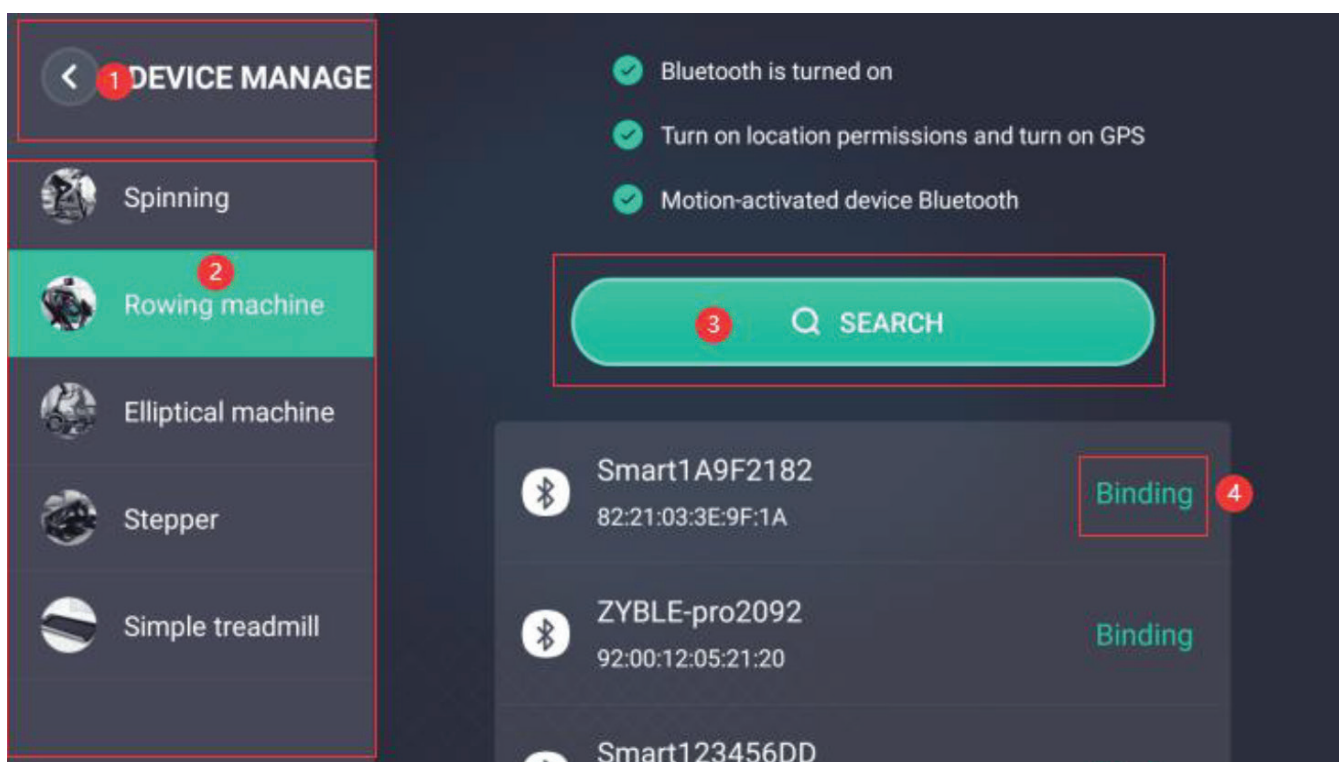 1 DEVICE MANAGE
Spinning
2
Rowing machine
Elliptical machine
Stepper
Simple treadmill
Bluetooth is turned on
Turn on location permissions and turn on GPS
Motion-activated device Bluetooth
3 SEARCH
Smart1A9F2182
82:21:03:3E:9F:1A
Binding 4
ZYBLE-pro2092
92:00:12:05:21:20
Binding
Smart123456DD